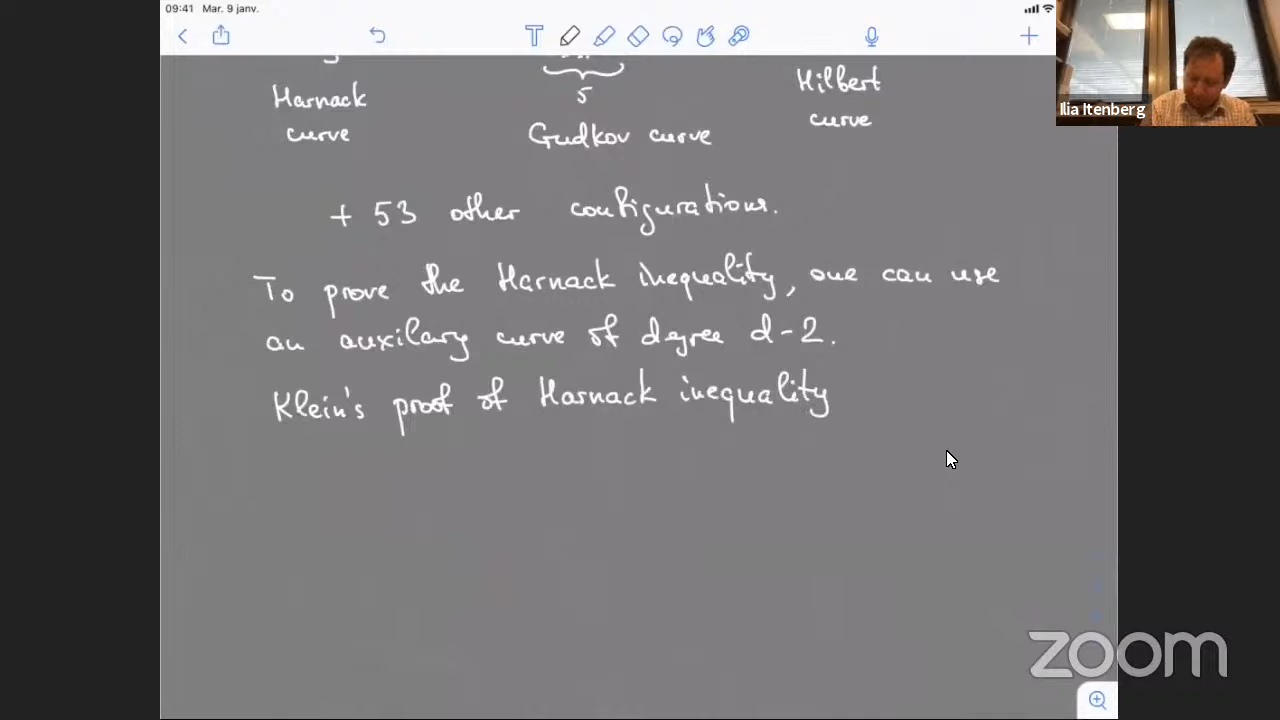 09:41 Mar. 9 janv.
Harnack
curve
5
Gudkov curve
Hilbert
curve
Ilia Itenberg
+ 53 other configurations.
To prove the Harnack inequality, one can use
an auxilary curve of degree d-2.
Klein's proof of Harnack inequality
zoom